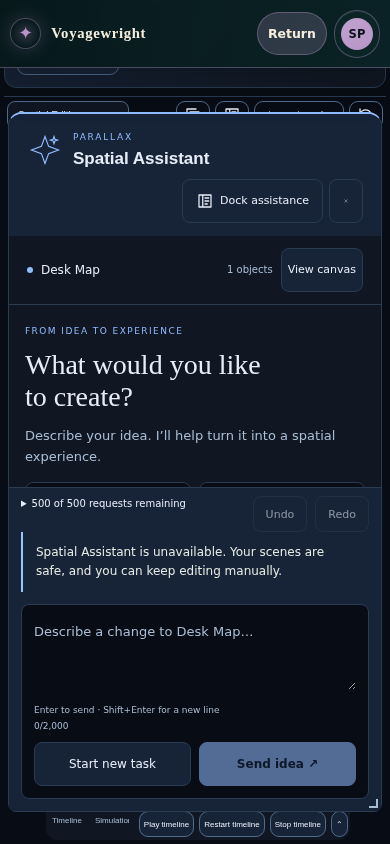 Voyagewright
Return
SP
PARALLAX
Spatial Assistant
Dock assistance
×
Desk Map
1 objects
View canvas
FROM IDEA TO EXPERIENCE
What would you like
to create?
Describe your idea. I’ll help turn it into a spatial
experience.
500 of 500 requests remaining
Undo
Redo
Spatial Assistant is unavailable. Your scenes are
safe, and you can keep editing manually.
Describe a change to Desk Map…
Enter to send · Shift+Enter for a new line
0/2,000
Start new task
Send idea ↗
Timeline
Simulation
Play timeline
Restart timeline
Stop timeline